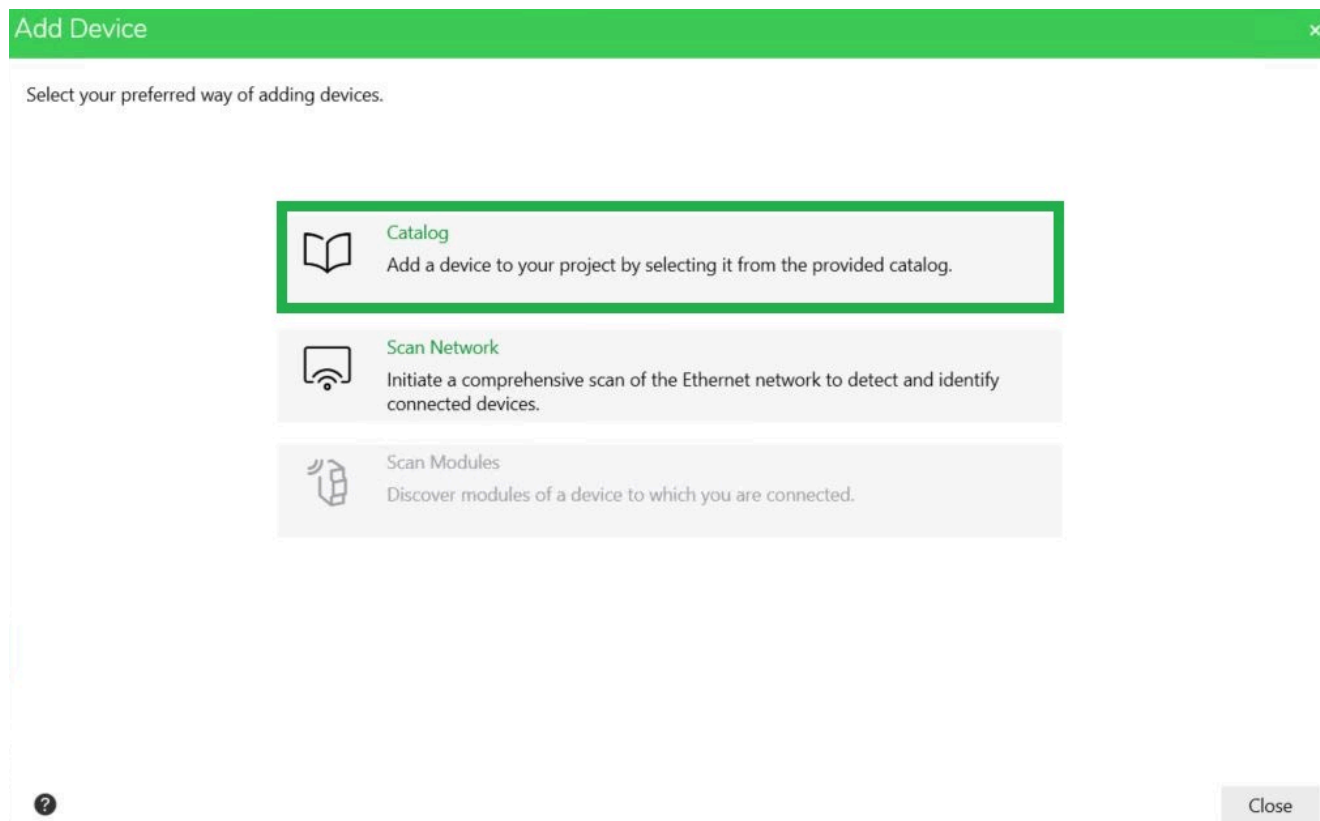 Add Device
Select your preferred way of adding devices.
Catalog
Add a device to your project by selecting it from the provided catalog.
Scan Network
Initiate a comprehensive scan of the Ethernet network to detect and identify
connected devices.
Scan Modules
Discover modules of a device to which you are connected.
?
Close